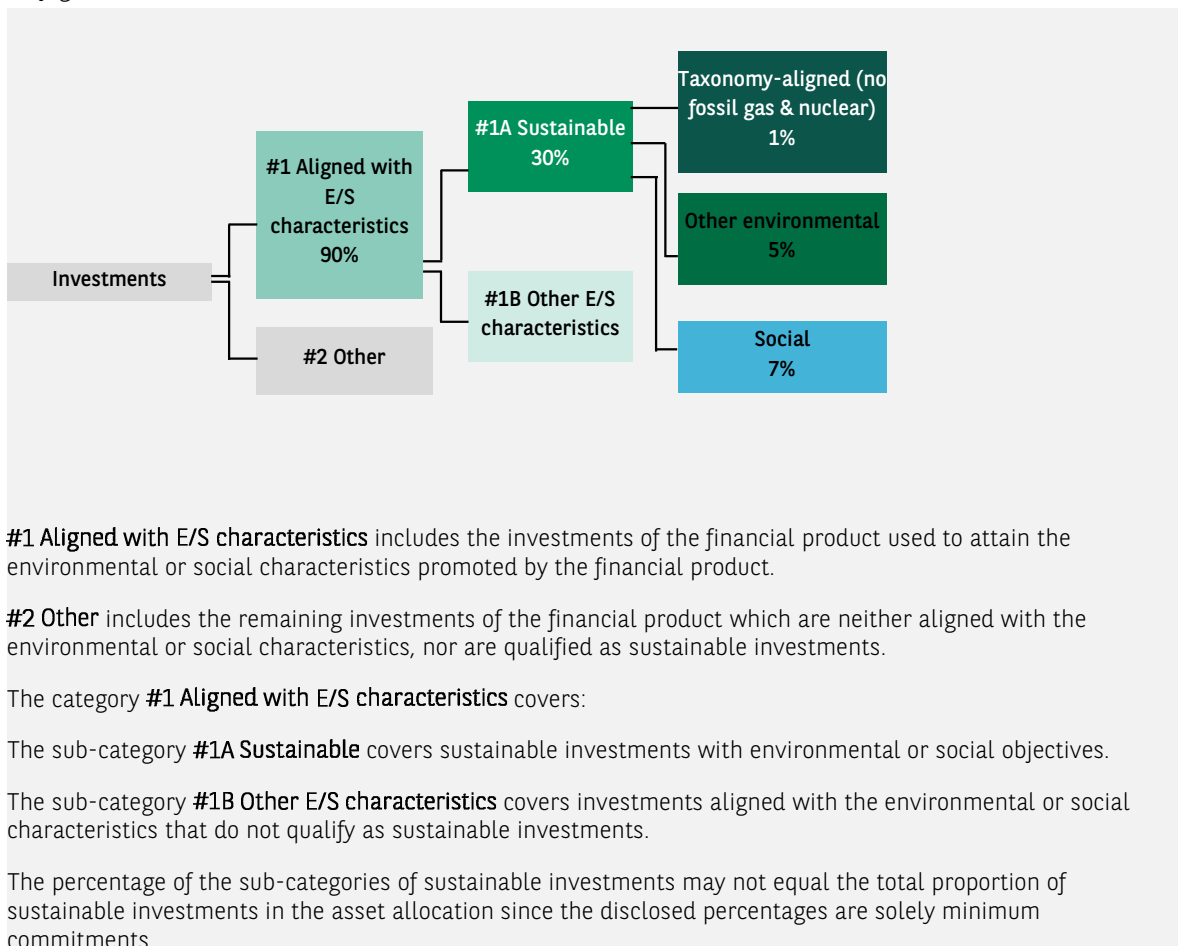 Taxonomy-aligned (no
fossil gas & nuclear)
1%
#1A Sustainable
30%
#1 Aligned with
E/S
characteristics
90%
Other environmental
5%
Investments
#1B Other E/S
characteristics
#2 Other
Social
7%
#1 Aligned with E/S characteristics includes the investments of the financial product used to attain the
environmental or social characteristics promoted by the financial product.
#2 Other includes the remaining investments of the financial product which are neither aligned with the
environmental or social characteristics, nor are qualified as sustainable investments.
The category #1 Aligned with E/S characteristics covers:
The sub-category #1A Sustainable covers sustainable investments with environmental or social objectives.
The sub-category #1B Other E/S characteristics covers investments aligned with the environmental or social
characteristics that do not qualify as sustainable investments.
The percentage of the sub-categories of sustainable investments may not equal the total proportion of
sustainable investments in the asset allocation since the disclosed percentages are solely minimum
commitments